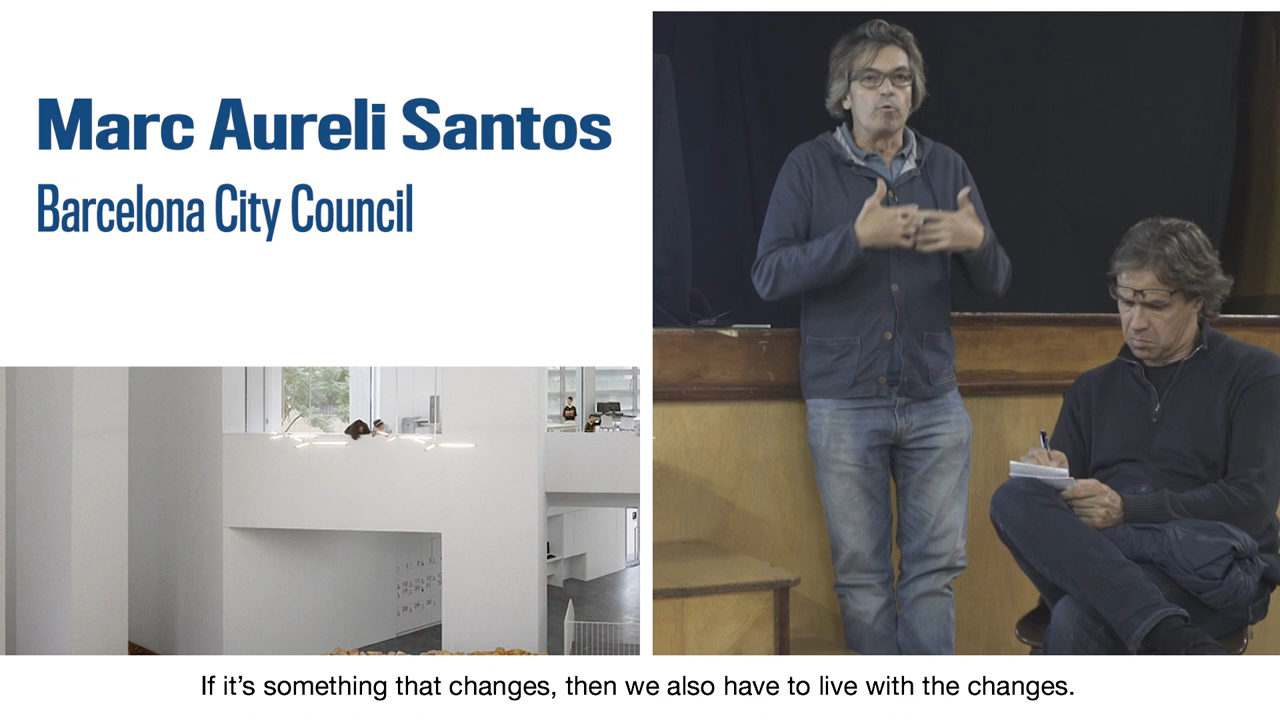 Marc Aureli Santos
Barcelona City Council
If it’s something that changes, then we also have to live with the changes.